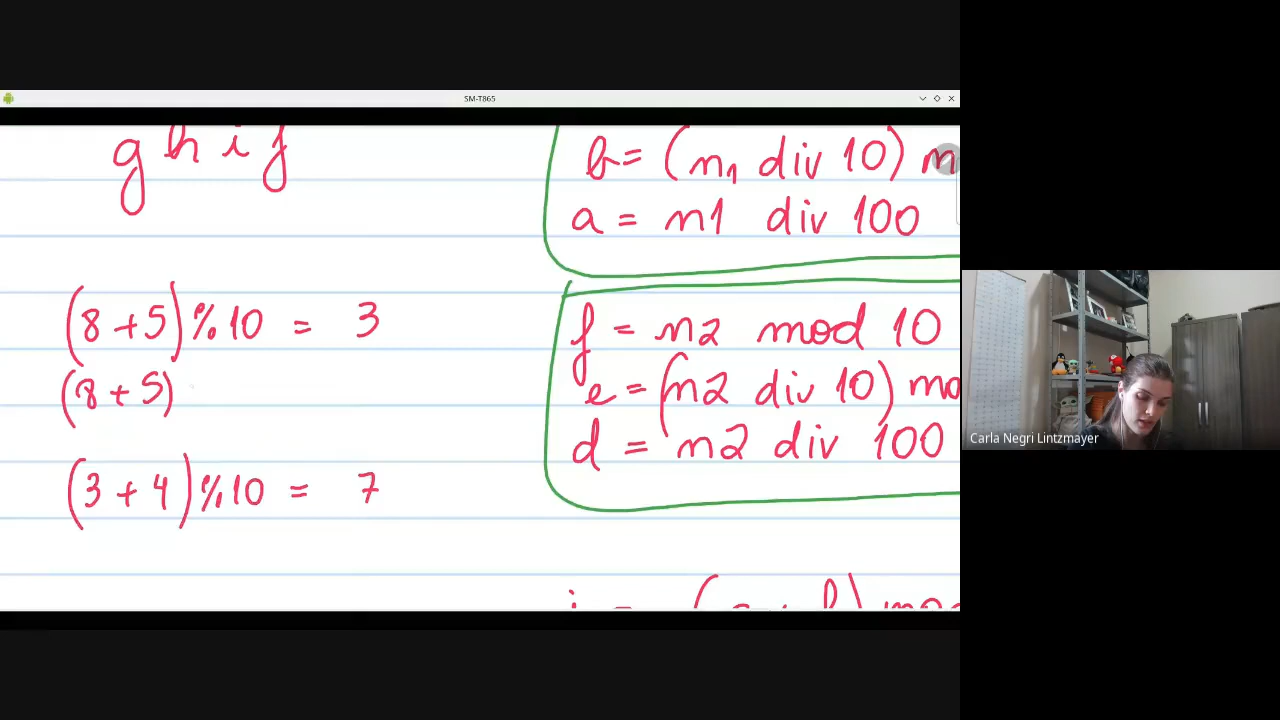 SM-T865
g h i j
b = (n1 div 10) m
a = n1 div 100
(8 + 5) % 10 = 3
(8 + 5)
(3 + 4) % 10 = 7
f = n2 mod 10
e = (n2 div 10) mo
d = n2 div 100
Carla Negri Lintzmayer